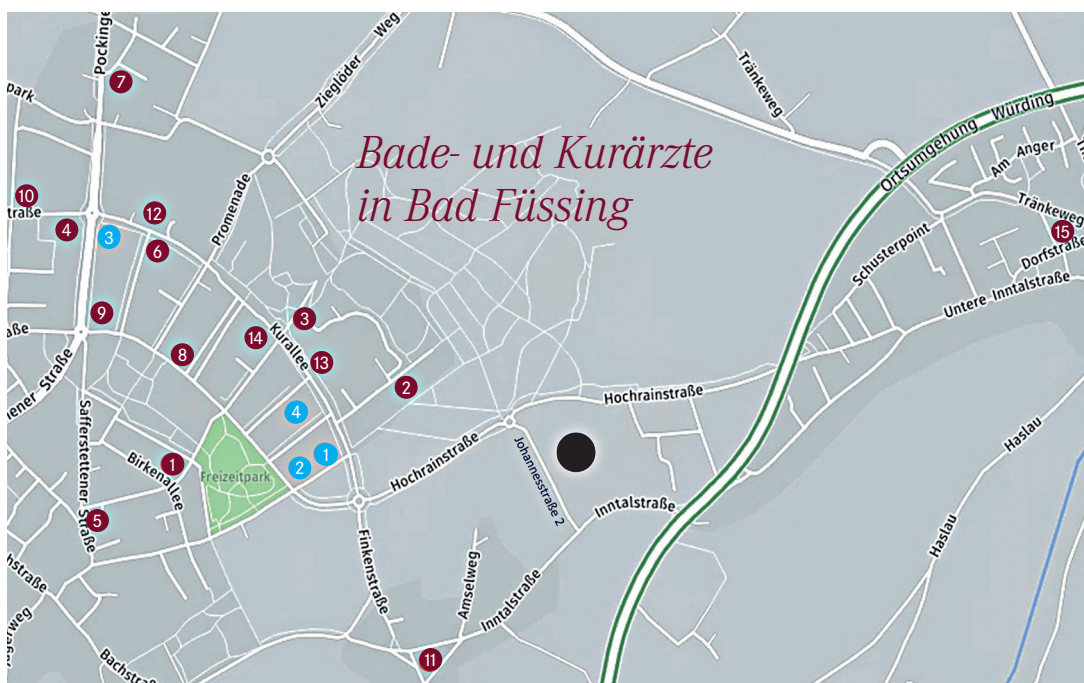 Bade- und Kurärzte
in Bad Füssing
Pockinge
Zieglöder Weg
Tränkeweg
Ortsumgehung Würding
park
7
Am Anger
Promenade
10
straße
4
3
12
6
Tränkeweg
15
Dorfstraße
Schusterpoint
Untere Inntalstraße
9
aße
8
14
3
Kurallee
13
2
4
Hochrainstraße
iener Straße
Safferstettener Straße
1
Birkenallee
Freizeitpark
2
1
Hochrainstraße
Johannesstraße 2
Inntalstraße
Haslau
Haslau
5
Finkenstraße
Amselweg
Inntalstraße
hstraße
agerweg
Bachstraße
11